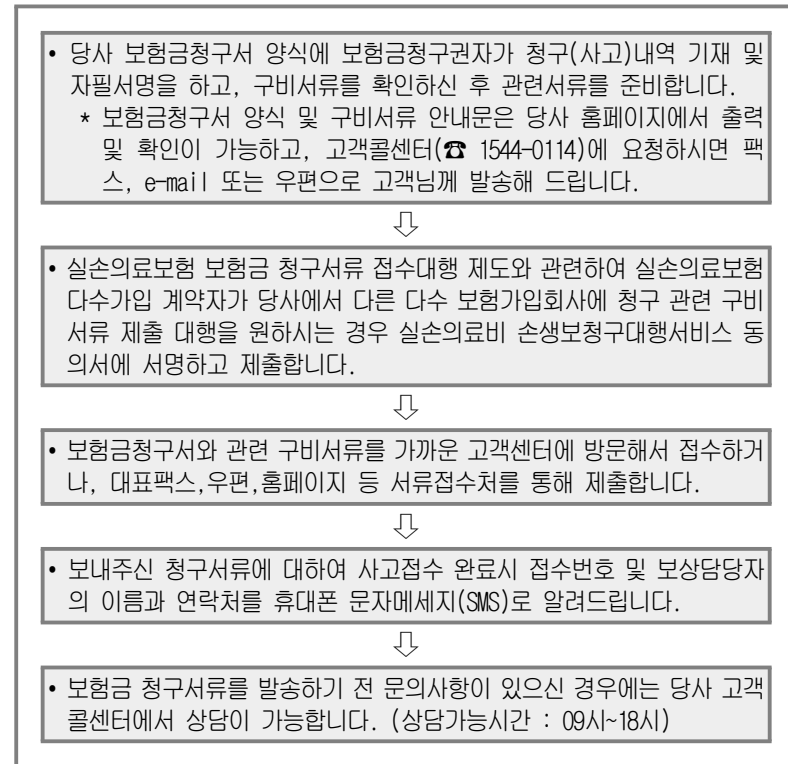 • 당사 보험금청구서 양식에 보험금청구권자가 청구(사고)내역 기재 및
자필서명을 하고, 구비서류를 확인하신 후 관련서류를 준비합니다.
* 보험금청구서 양식 및 구비서류 안내문은 당사 홈페이지에서 출력
및 확인이 가능하고, 고객콜센터(☎ 1544-0114)에 요청하시면 팩
스, e-mail 또는 우편으로 고객님께 발송해 드립니다.
⇩
• 실손의료보험 보험금 청구서류 접수대행 제도와 관련하여 실손의료보험
다수가입 계약자가 당사에서 다른 다수 보험가입회사에 청구 관련 구비
서류 제출 대행을 원하시는 경우 실손의료비 손생보청구대행서비스 동
의서에 서명하고 제출합니다.
⇩
• 보험금청구서와 관련 구비서류를 가까운 고객센터에 방문해서 접수하거
나, 대표팩스,우편,홈페이지 등 서류접수처를 통해 제출합니다.
⇩
• 보내주신 청구서류에 대하여 사고접수 완료시 접수번호 및 보상담당자
의 이름과 연락처를 휴대폰 문자메세지(SMS)로 알려드립니다.
⇩
• 보험금 청구서류를 발송하기 전 문의사항이 있으신 경우에는 당사 고객
콜센터에서 상담이 가능합니다. (상담가능시간 : 09시~18시)